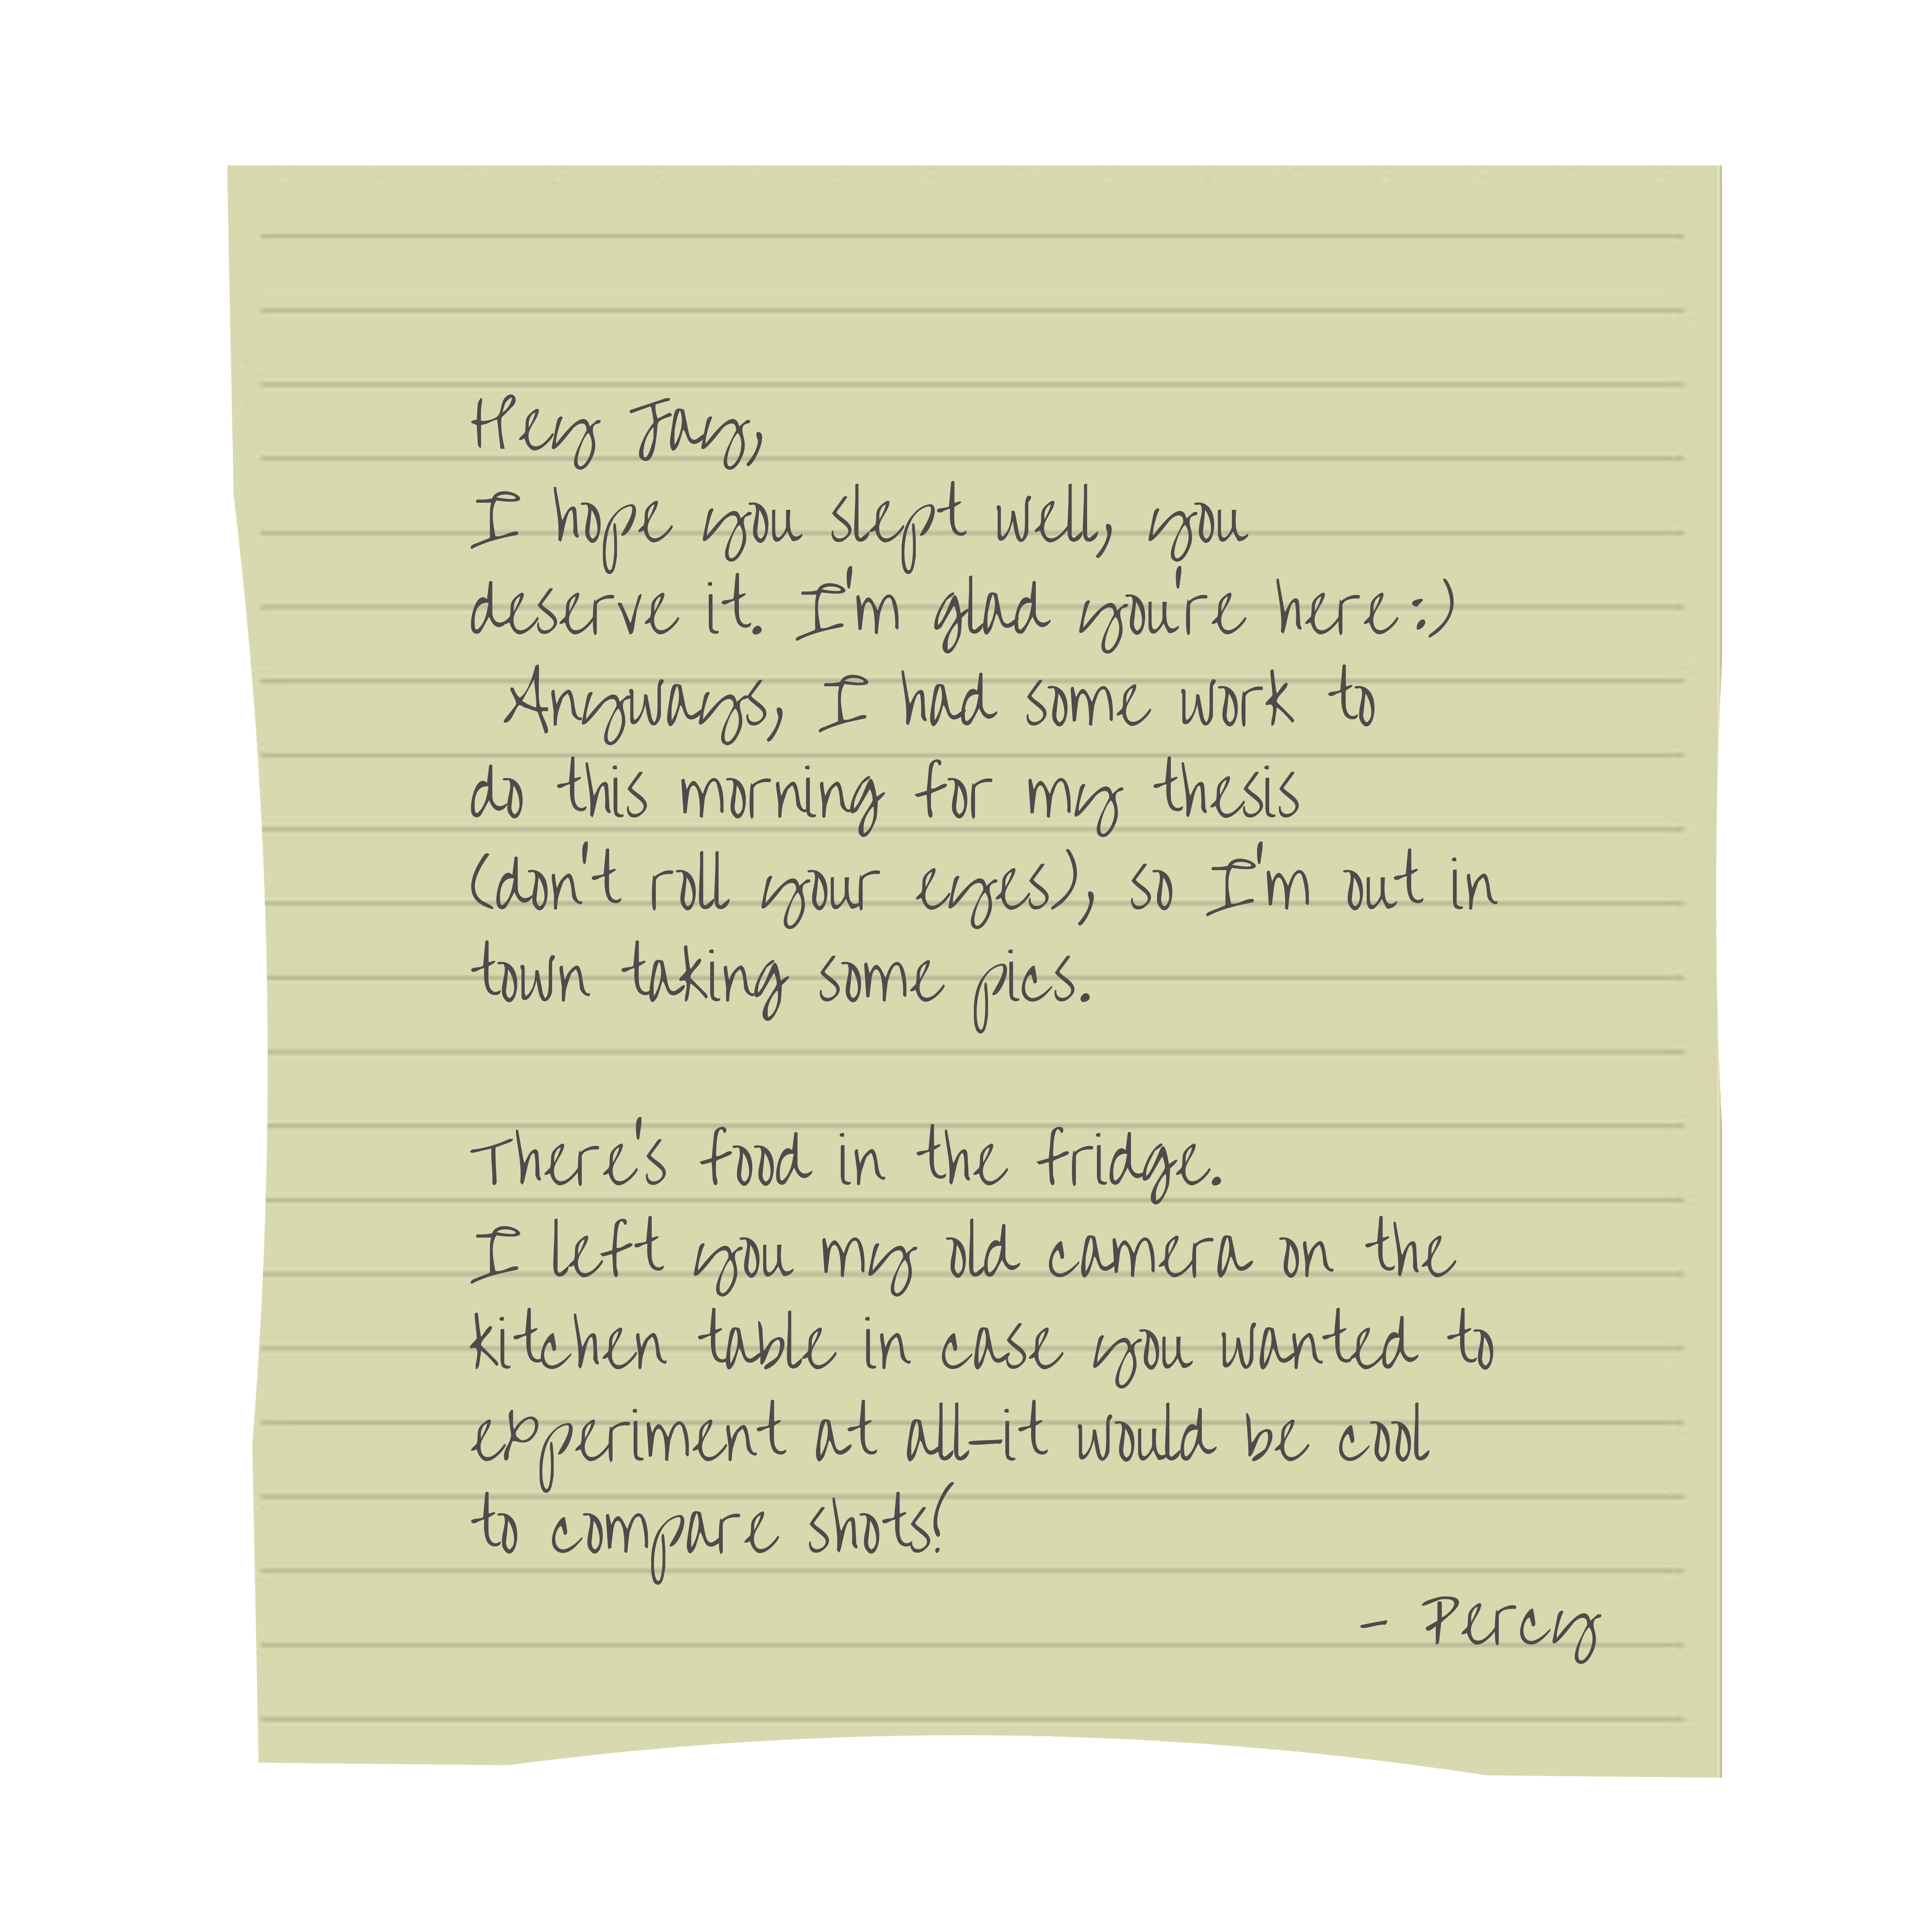 Hey Jay,
I hope you slept well, you
deserve it. I'm glad you're here :)
Anyways, I had some work to
do this morning for my thesis
(don't roll your eyes), so I'm out in
town taking some pics.
There's food in the fridge.
I left you my old camera on the
kitchen table in case you wanted to
experiment at all-it would be cool
to compare shots!
- Percy